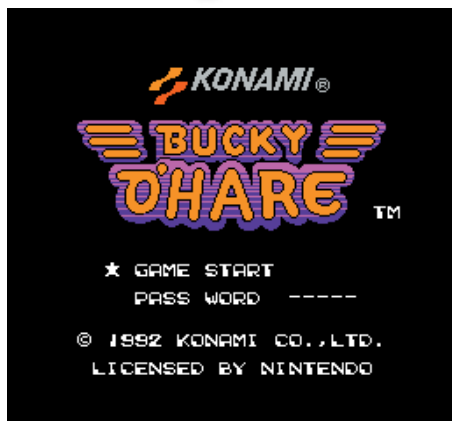 KONAMI®
BUCKY
O'HARE TM
★ GAME START
PASS WORD -----
© 1992 KONAMI CO.,LTD.
LICENSED BY NINTENDO